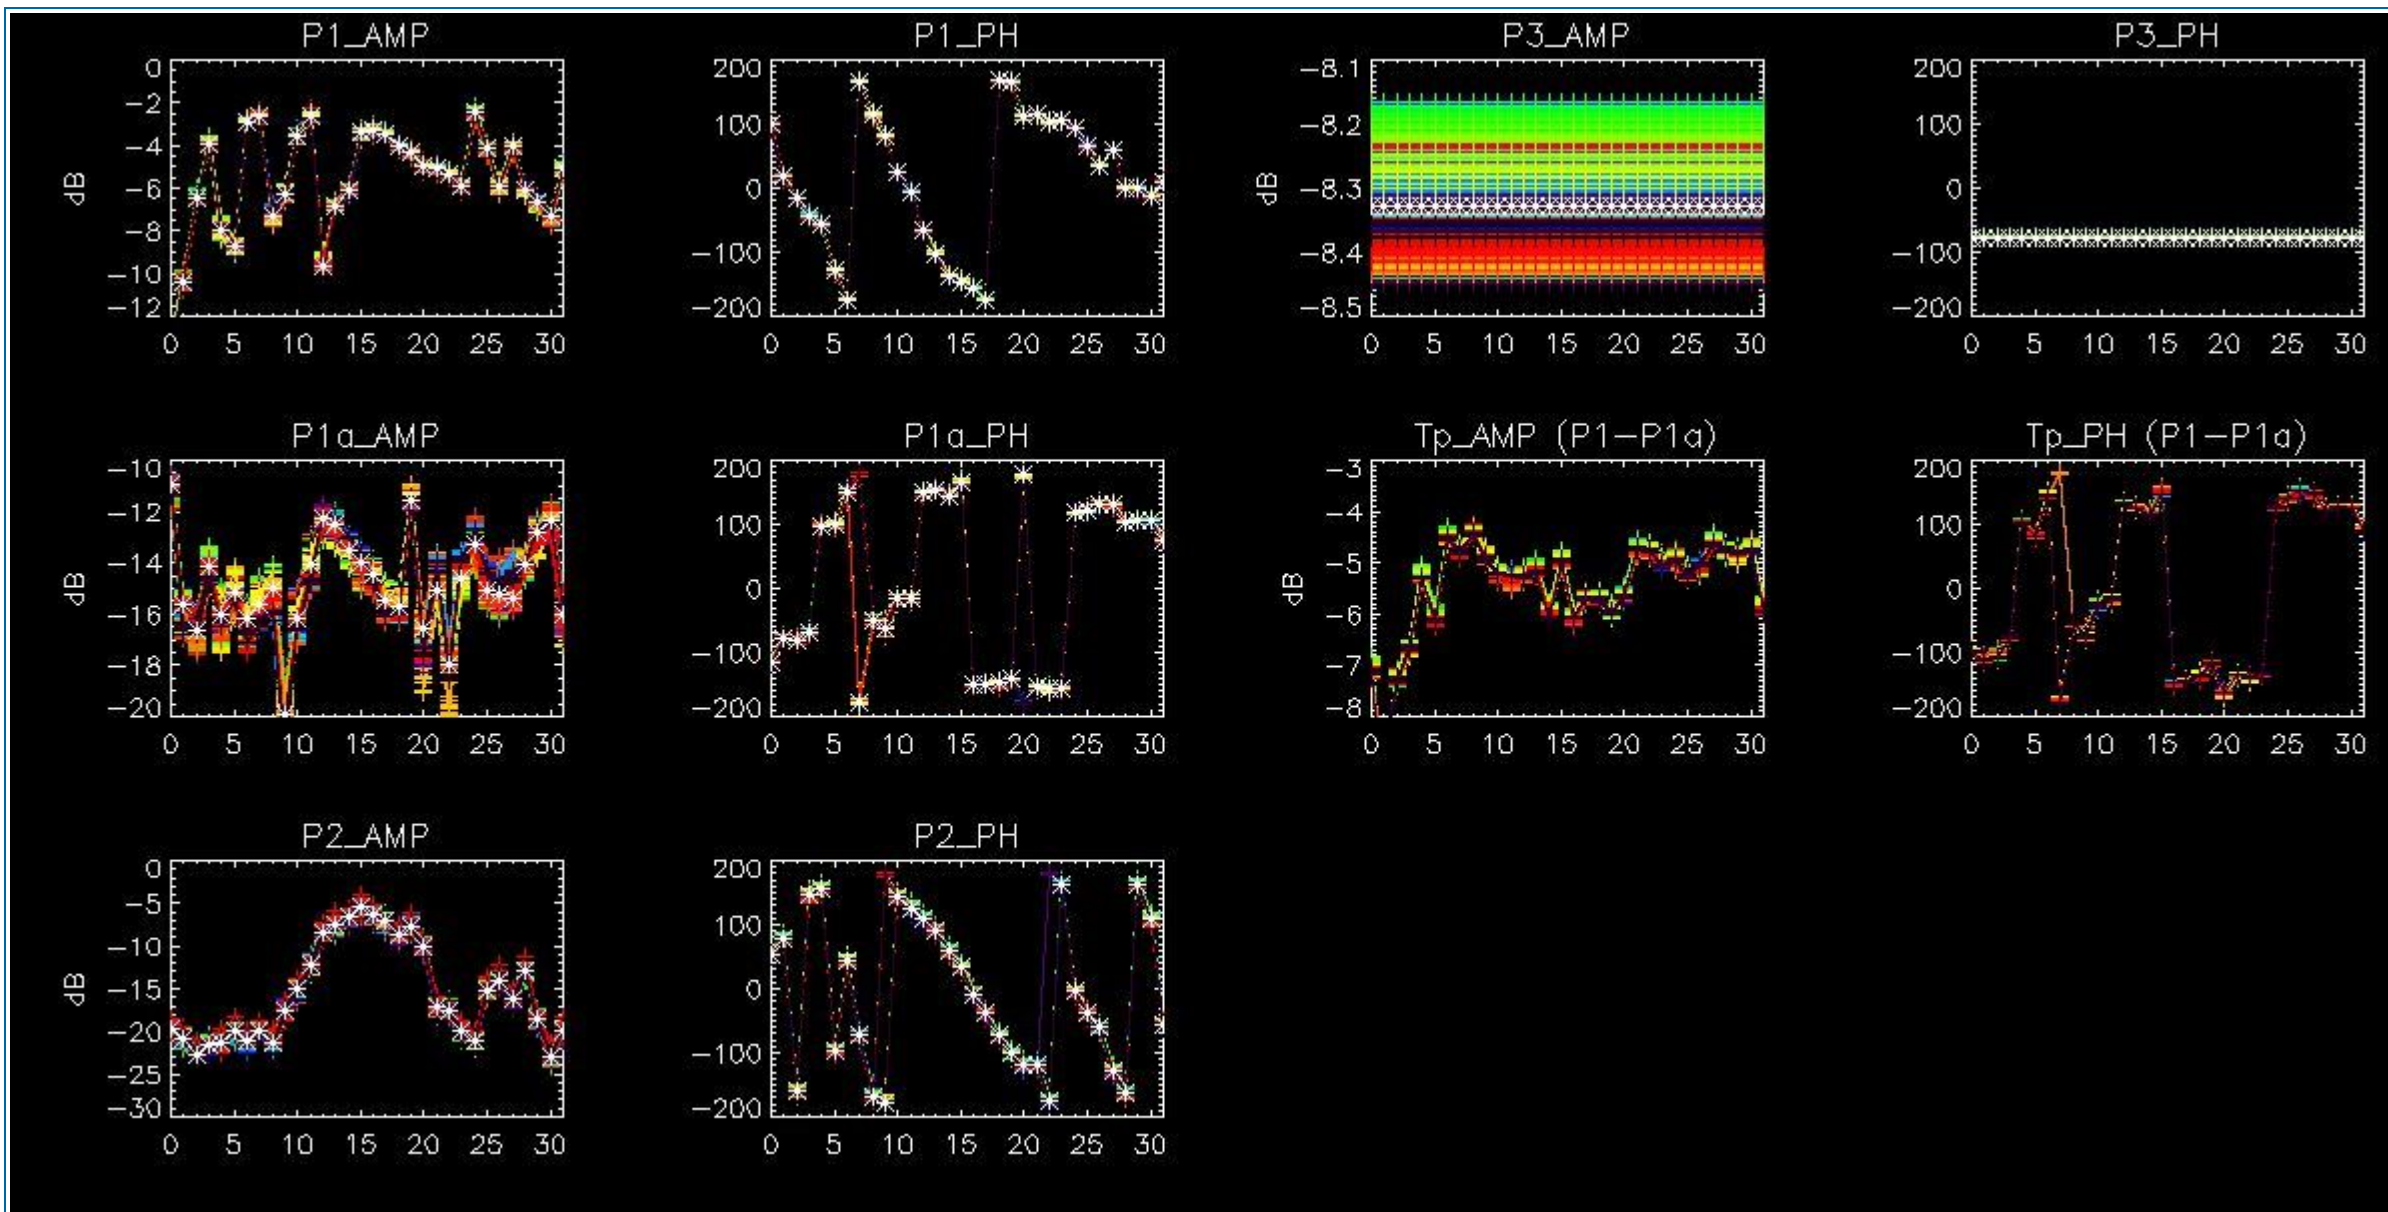 P1_AMP
P1_PH
P3_AMP
P3_PH
0
−2
−4
−6
−8
−10
−12
dB
0 5 10 15 20 25 30
200
100
0
−100
−200
0 5 10 15 20 25 30
−8.1
−8.2
−8.3
−8.4
−8.5
dB
0 5 10 15 20 25 30
200
100
0
−100
−200
0 5 10 15 20 25 30
P1a_AMP
P1a_PH
Tp_AMP (P1−P1a)
Tp_PH (P1−P1a)
−10
−12
−14
−16
−18
−20
dB
0 5 10 15 20 25 30
200
100
0
−100
−200
0 5 10 15 20 25 30
−3
−4
−5
−6
−7
−8
dB
0 5 10 15 20 25 30
200
100
0
−100
−200
0 5 10 15 20 25 30
P2_AMP
P2_PH
0
−5
−10
−15
−20
−25
−30
dB
0 5 10 15 20 25 30
200
100
0
−100
−200
0 5 10 15 20 25 30